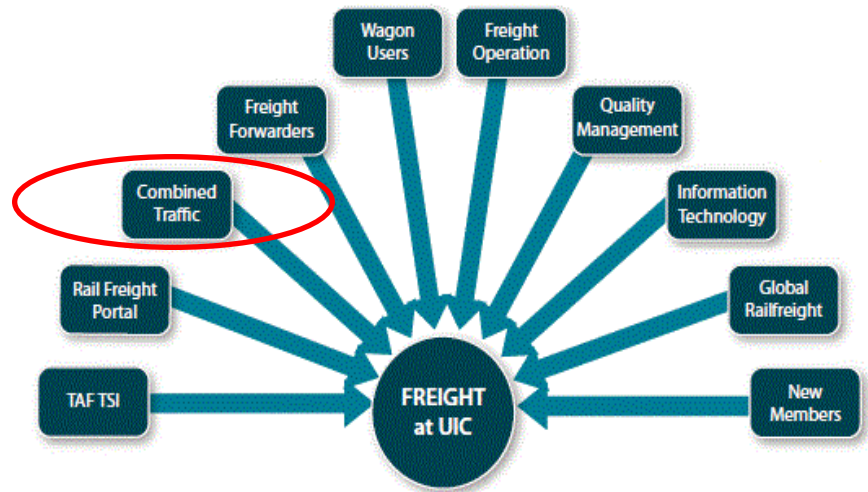 Wagon
Users
Freight
Operation
Freight
Forwarders
Quality
Management
Combined
Traffic
Information
Technology
Rail Freight
Portal
Global
Railfreight
TAF TSI
FREIGHT
at UIC
New
Members